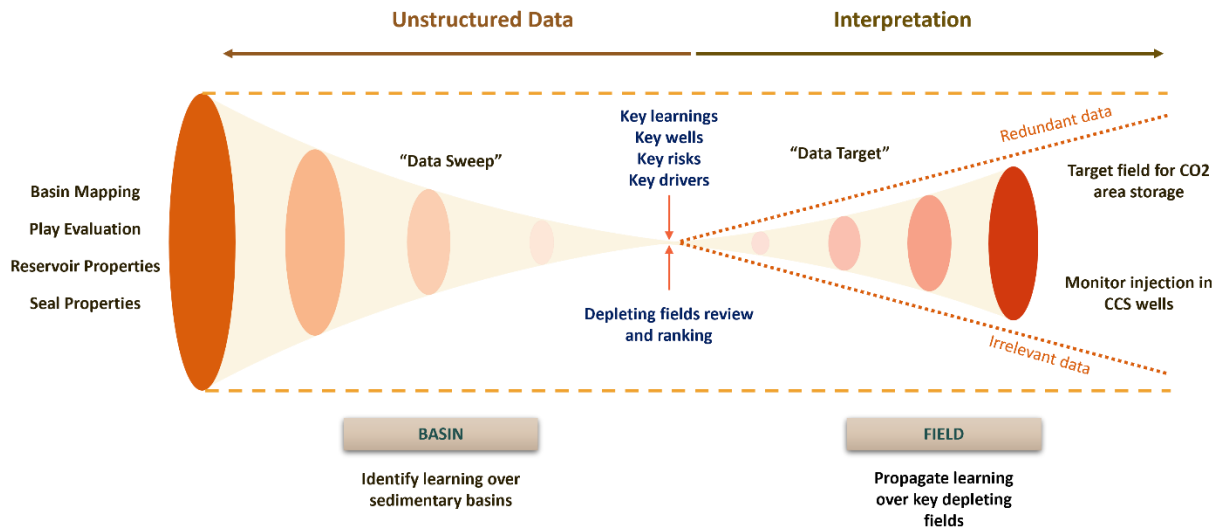 Unstructured Data
Interpretation
Basin Mapping
Play Evaluation
Reservoir Properties
Seal Properties
“Data Sweep”
Key learnings
Key wells
Key risks
Key drivers
Depleting fields review
and ranking
“Data Target”
Redundant data
Target field for CO2
area storage
Monitor injection in
CCS wells
Irrelevant data
BASIN
Identify learning over
sedimentary basins
FIELD
Propagate learning
over key depleting
fields